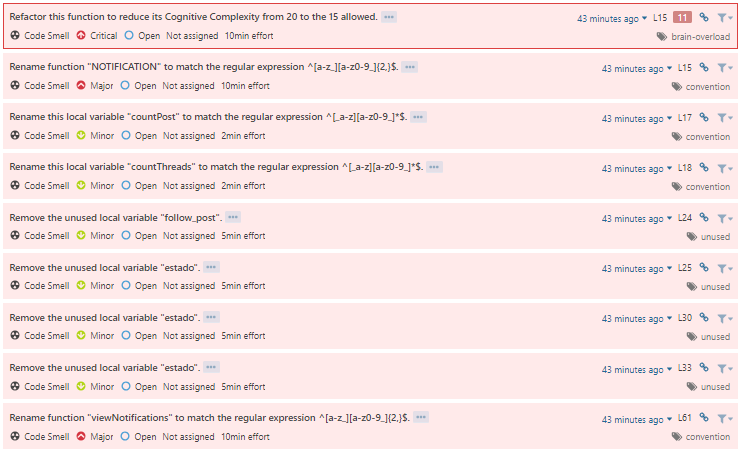 Refactor this function to reduce its Cognitive Complexity from 20 to the 15 allowed. ••• 43 minutes ago L15 11
Code Smell Critical Open Not assigned 10min effort brain-overload
Rename function "NOTIFICATION" to match the regular expression ^[a-z_][a-z0-9_]{2,}$. ••• 43 minutes ago L15
Code Smell Major Open Not assigned 10min effort convention
Rename this local variable "countPost" to match the regular expression ^[_a-z][a-z0-9_]*$. ••• 43 minutes ago L17
Code Smell Minor Open Not assigned 2min effort convention
Rename this local variable "countThreads" to match the regular expression ^[_a-z][a-z0-9_]*$. ••• 43 minutes ago L18
Code Smell Minor Open Not assigned 2min effort convention
Remove the unused local variable "follow_post". ••• 43 minutes ago L24
Code Smell Minor Open Not assigned 5min effort unused
Remove the unused local variable "estado". ••• 43 minutes ago L25
Code Smell Minor Open Not assigned 5min effort unused
Remove the unused local variable "estado". ••• 43 minutes ago L30
Code Smell Minor Open Not assigned 5min effort unused
Remove the unused local variable "estado". ••• 43 minutes ago L33
Code Smell Minor Open Not assigned 5min effort unused
Rename function "viewNotifications" to match the regular expression ^[a-z_][a-z0-9_]{2,}$. ••• 43 minutes ago L61
Code Smell Major Open Not assigned 10min effort convention